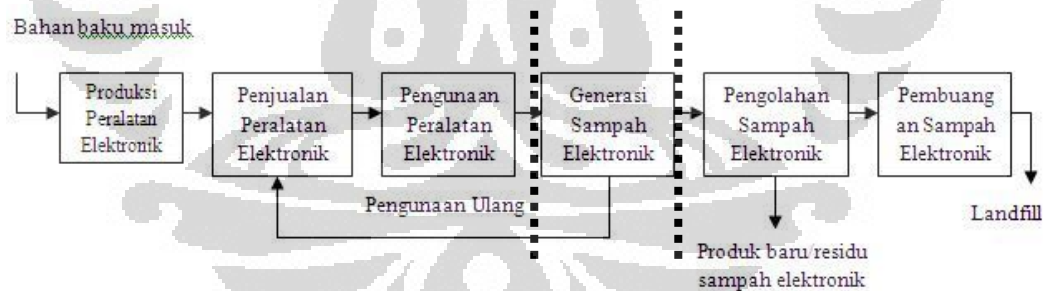 Bahan baku masuk
Produksi
Peralatan
Elektronik
Penjualan
Peralatan
Elektronik
Pengunaan
Peralatan
Elektronik
Generasi
Sampah
Elektronik
Pengolahan
Sampah
Elektronik
Pembuang
an Sampah
Elektronik
Pengunaan Ulang
Landfill
Produk baru/residu
sampah elektronik